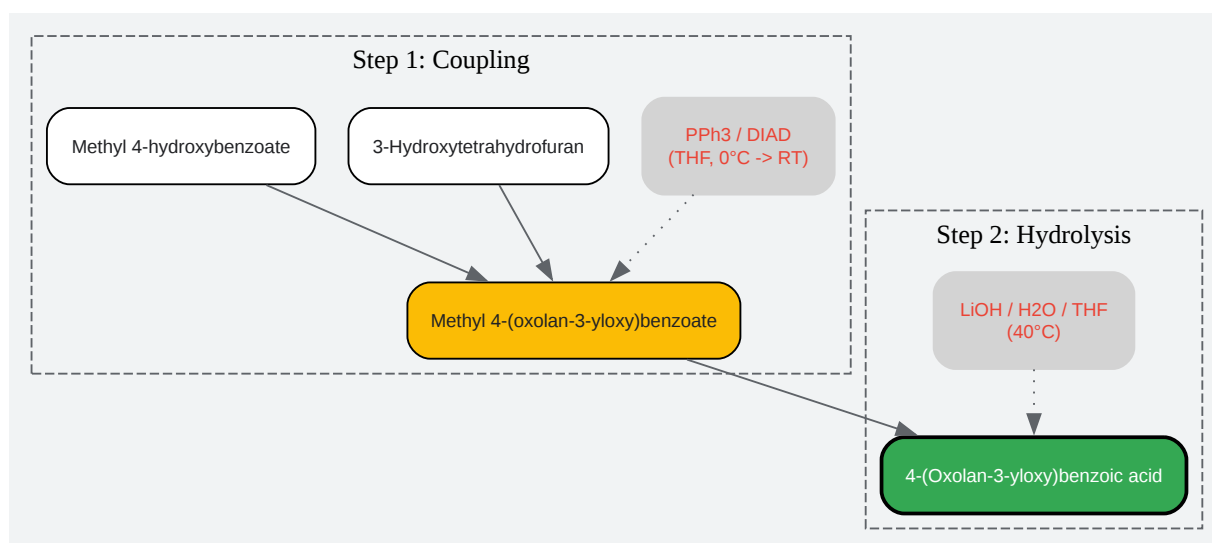 Step 1: Coupling
Methyl 4-hydroxybenzoate
3-Hydroxytetrahydrofuran
PPh3 / DIAD
(THF, 0°C -> RT)
Methyl 4-(oxolan-3-yloxy)benzoate
Step 2: Hydrolysis
LiOH / H2O / THF
(40°C)
4-(Oxolan-3-yloxy)benzoic acid